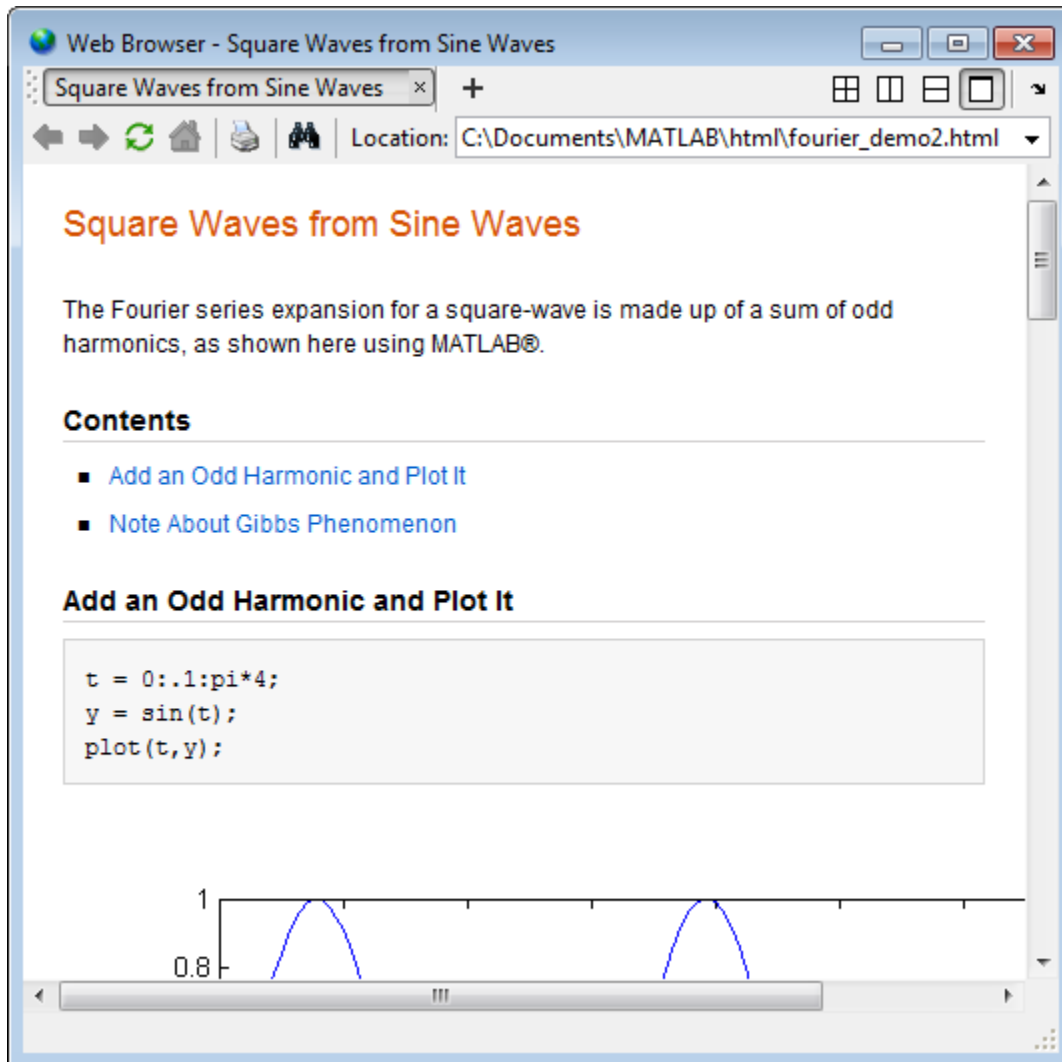 Web Browser - Square Waves from Sine Waves
Square Waves from Sine Waves
Location: C:\Documents\MATLAB\html\fourier_demo2.html
Square Waves from Sine Waves
The Fourier series expansion for a square-wave is made up of a sum of odd
harmonics, as shown here using MATLAB®.
Contents
Add an Odd Harmonic and Plot It
Note About Gibbs Phenomenon
Add an Odd Harmonic and Plot It
t = 0:.1:pi*4;
y = sin(t);
plot(t,y);
1
0.8